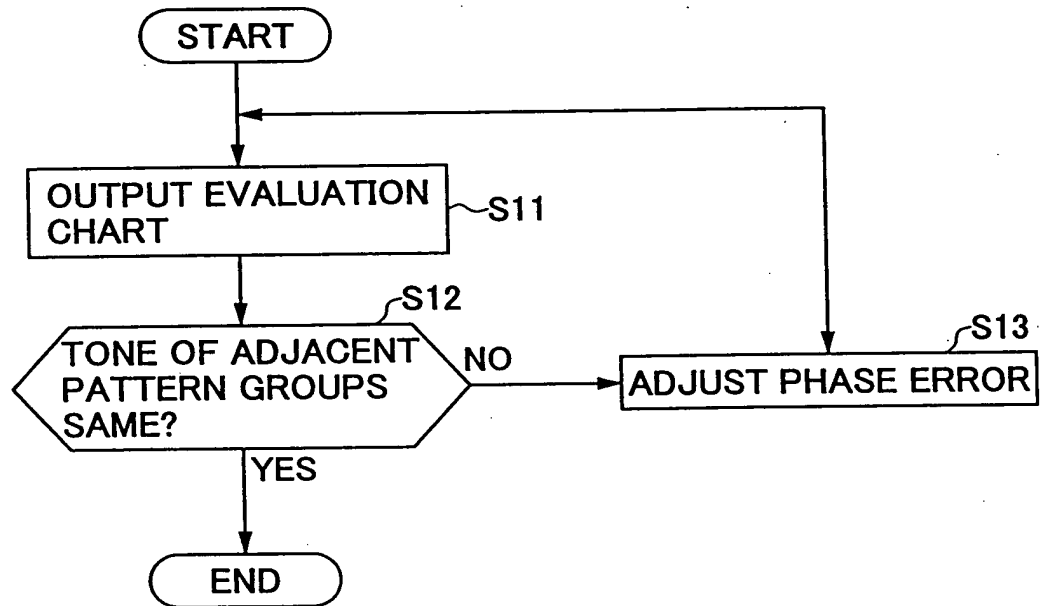 START
OUTPUT EVALUATION
CHART
S11
S12
TONE OF ADJACENT
PATTERN GROUPS
SAME?
NO
S13
ADJUST PHASE ERROR
YES
END